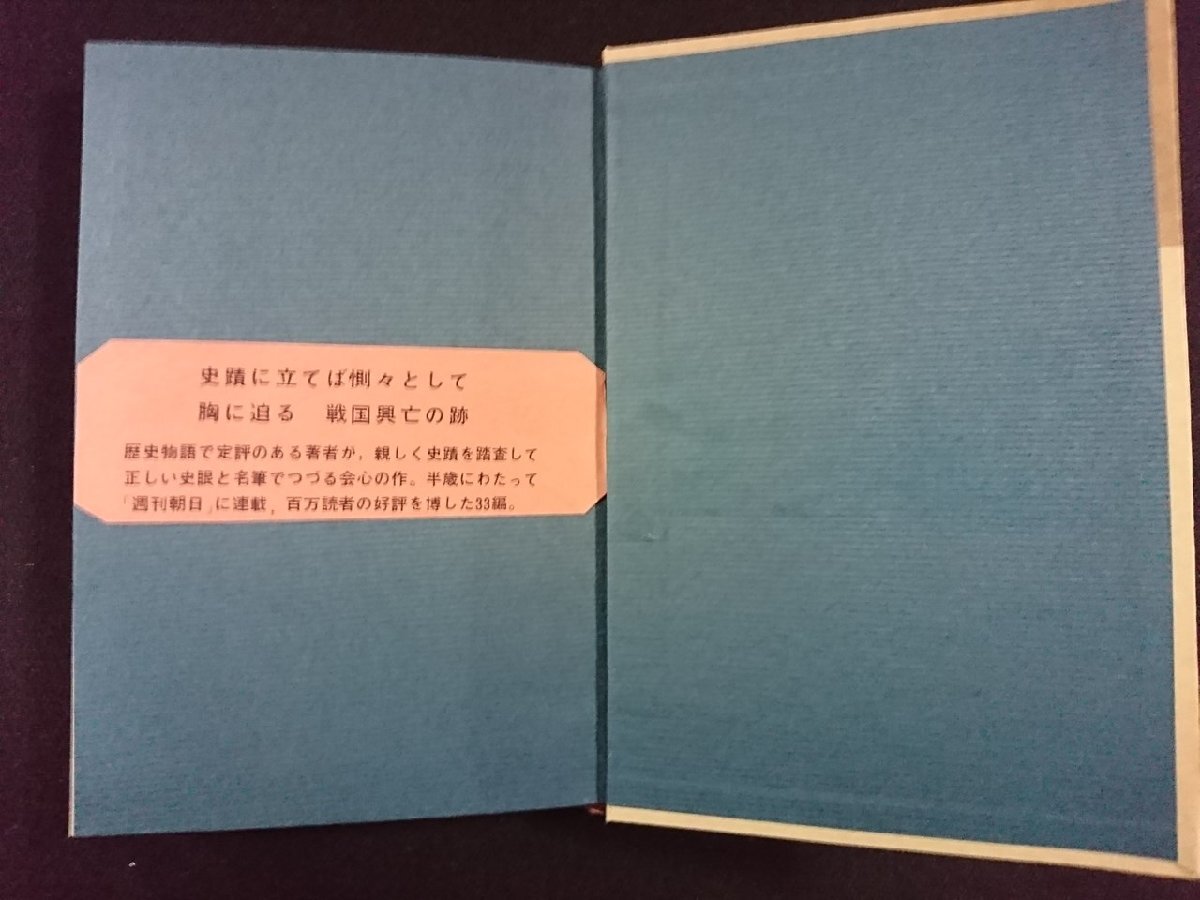 史蹟に立てば惻々として
胸に迫る　戦国興亡の跡
歴史物語で定評のある著者が，親しく史蹟を踏査して
正しい史眼と名筆でつづる会心の作。半歳にわたって
「週刊朝日」に連載，百万読者の好評を博した33編。